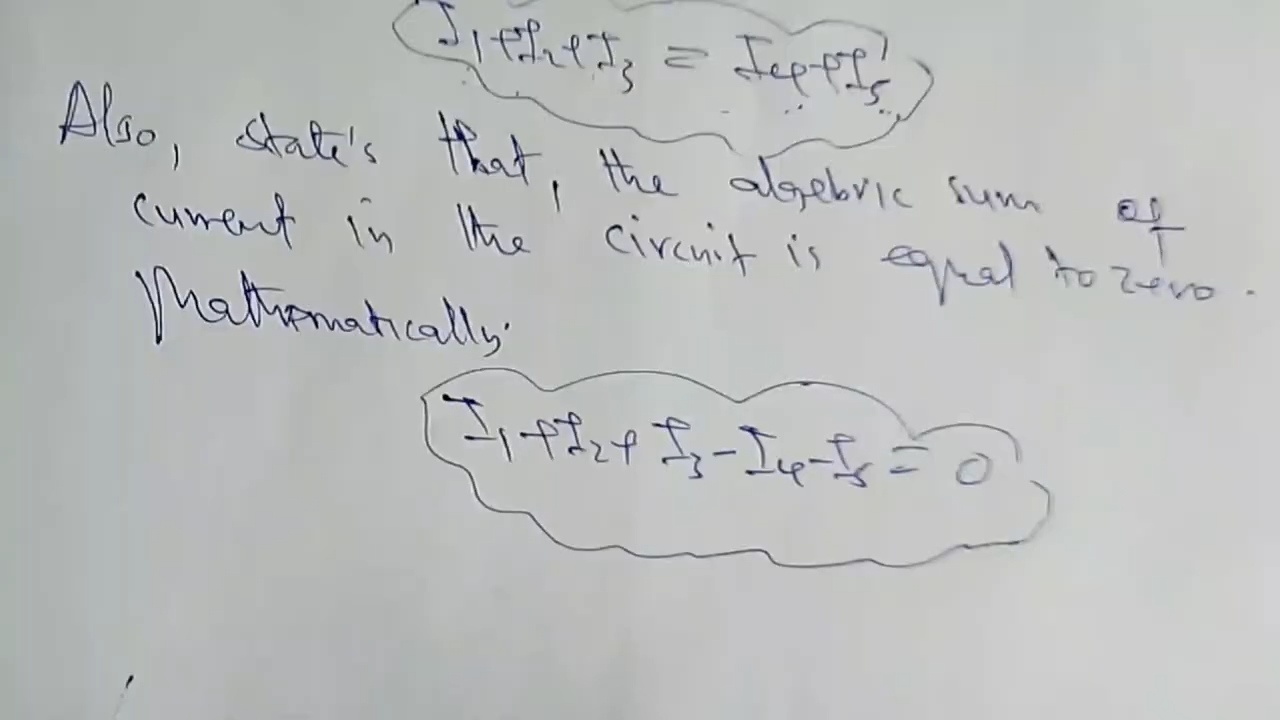 I₁+I₂+I₃ = I₄+I₅
Also, state's that, the algebric sum of
current in the circuit is equal to zero.
Mathematically;
I₁+I₂+I₃-I₄-I₅ = 0